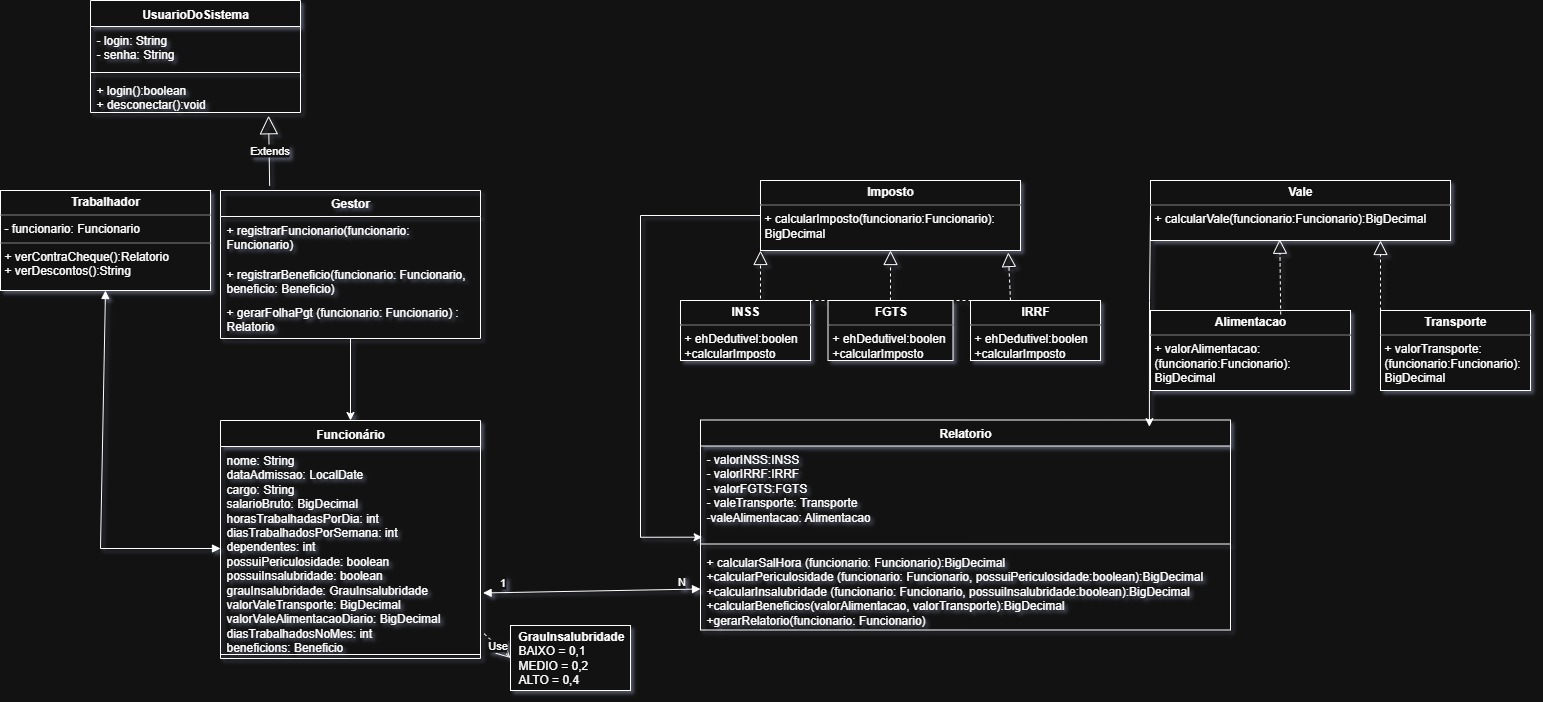 UsuarioDoSistema
- login: String
- senha: String
+ login():boolean
+ desconectar():void
Extends
Trabalhador
- funcionario: Funcionario
+ verContraCheque():Relatorio
+ verDescontos():String
Gestor
+ registrarFuncionario(funcionario:
Funcionario)
+ registrarBeneficio(funcionario: Funcionario,
beneficio: Beneficio)
+ gerarFolhaPgt (funcionario: Funcionario) :
Relatorio
Imposto
+ calcularImposto(funcionario:Funcionario):
BigDecimal
Vale
+ calcularVale(funcionario:Funcionario):BigDecimal
INSS
+ ehDedutivel:boolen
+calcularImposto
FGTS
+ ehDedutivel:boolen
+calcularImposto
IRRF
+ ehDedutivel:boolen
+calcularImposto
Alimentacao
+ valorAlimentacao:
(funcionario:Funcionario):
BigDecimal
Transporte
+ valorTransporte:
(funcionario:Funcionario):
BigDecimal
Funcionário
nome: String
dataAdmissao: LocalDate
cargo: String
salarioBruto: BigDecimal
horasTrabalhadasPorDia: int
diasTrabalhadosPorSemana: int
dependentes: int
possuiPericulosidade: boolean
possuiInsalubridade: boolean
grauInsalubridade: GrauInsalubridade
valorValeTransporte: BigDecimal
valorValeAlimentacaoDiario: BigDecimal
diasTrabalhadosNoMes: int
beneficions: Beneficio
1
N
Use
GrauInsalubridade
BAIXO = 0,1
MEDIO = 0,2
ALTO = 0,4
Relatorio
- valorINSS:INSS
- valorIRRF:IRRF
- valorFGTS:FGTS
- valeTransporte: Transporte
-valeAlimentacao: Alimentacao
+ calcularSalHora (funcionario: Funcionario):BigDecimal
+calcularPericulosidade (funcionario: Funcionario, possuiPericulosidade:boolean):BigDecimal
+calcularInsalubridade (funcionario: Funcionario, possuiInsalubridade:boolean):BigDecimal
+calcularBeneficios(valorAlimentacao, valorTransporte):BigDecimal
+gerarRelatorio(funcionario: Funcionario)